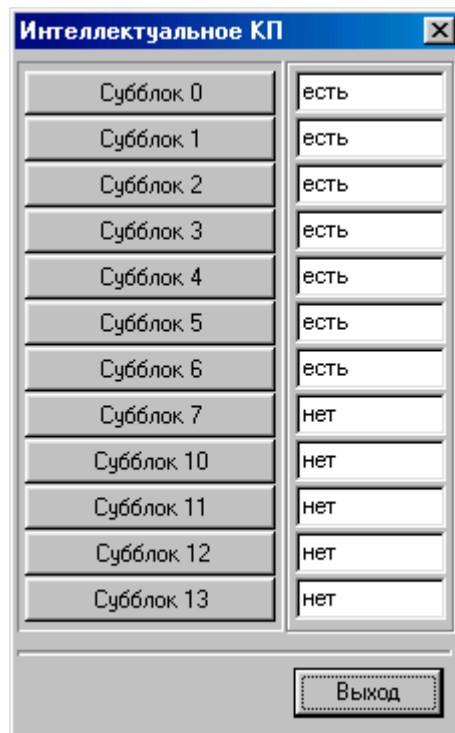 Интеллектуальное КП
Субблок 0 есть
Субблок 1 есть
Субблок 2 есть
Субблок 3 есть
Субблок 4 есть
Субблок 5 есть
Субблок 6 есть
Субблок 7 нет
Субблок 10 нет
Субблок 11 нет
Субблок 12 нет
Субблок 13 нет
Выход